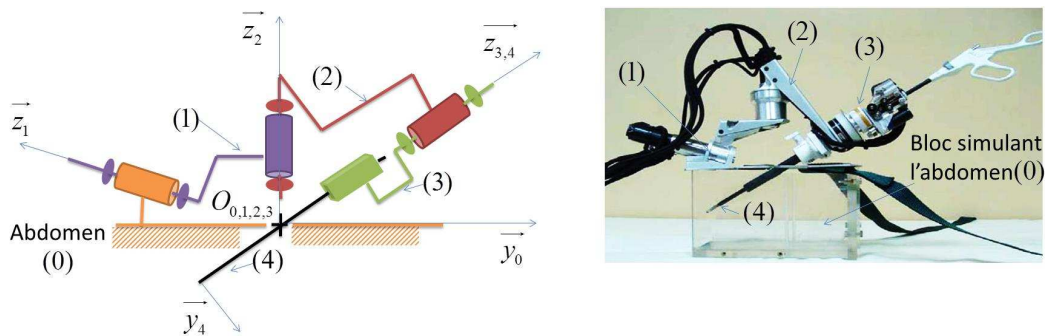 z₂
z₃,₄
(2)
z₁
(1)
O₀,₁,₂,₃
(3)
Abdomen
(0)
y₀
(4)
y₄
(1)
(2)
(3)
Bloc simulant
l'abdomen(0)
(4)